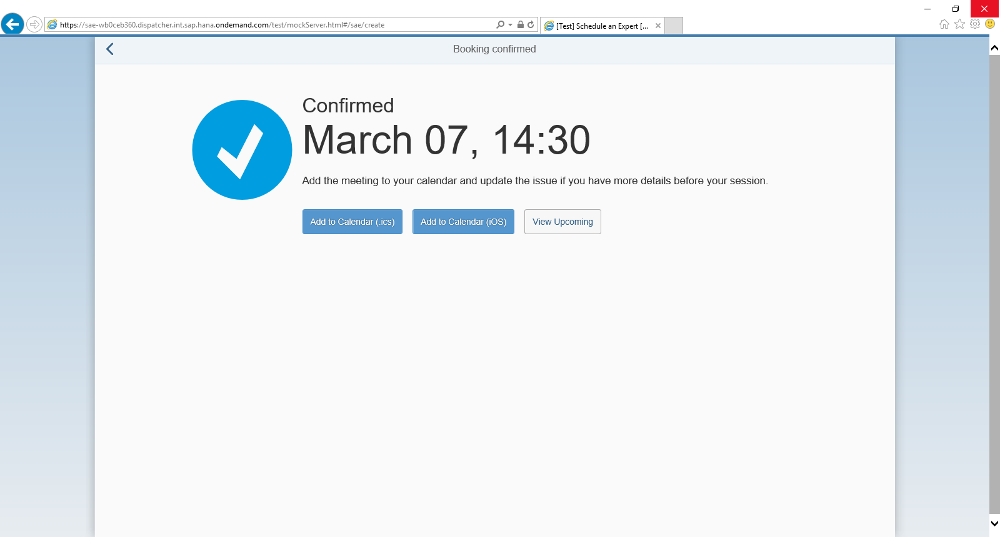 https://sae-wb0ceb360.dispatcher.int.sap.hana.ondemand.com/test/mockServer.html#/sae/create
[Test] Schedule an Expert [...
Booking confirmed
Confirmed
March 07, 14:30
Add the meeting to your calendar and update the issue if you have more details before your session.
Add to Calendar (.ics) Add to Calendar (iOS) View Upcoming